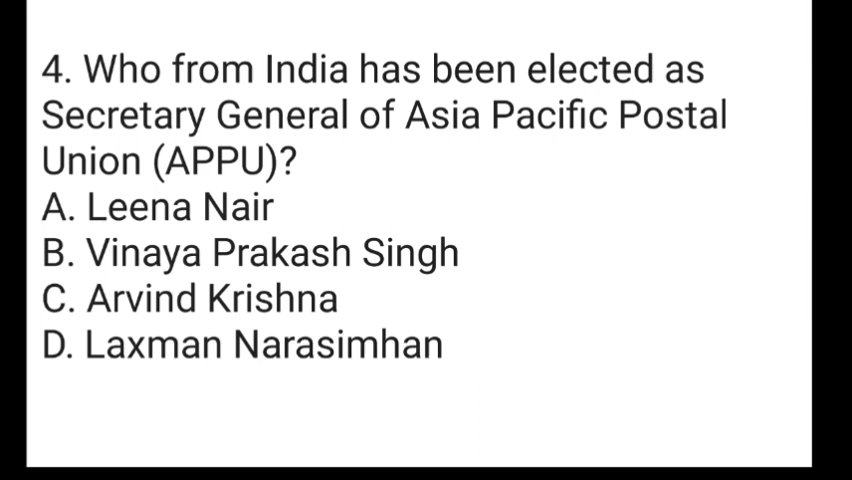 4. Who from India has been elected as
Secretary General of Asia Pacific Postal
Union (APPU)?
A. Leena Nair
B. Vinaya Prakash Singh
C. Arvind Krishna
D. Laxman Narasimhan